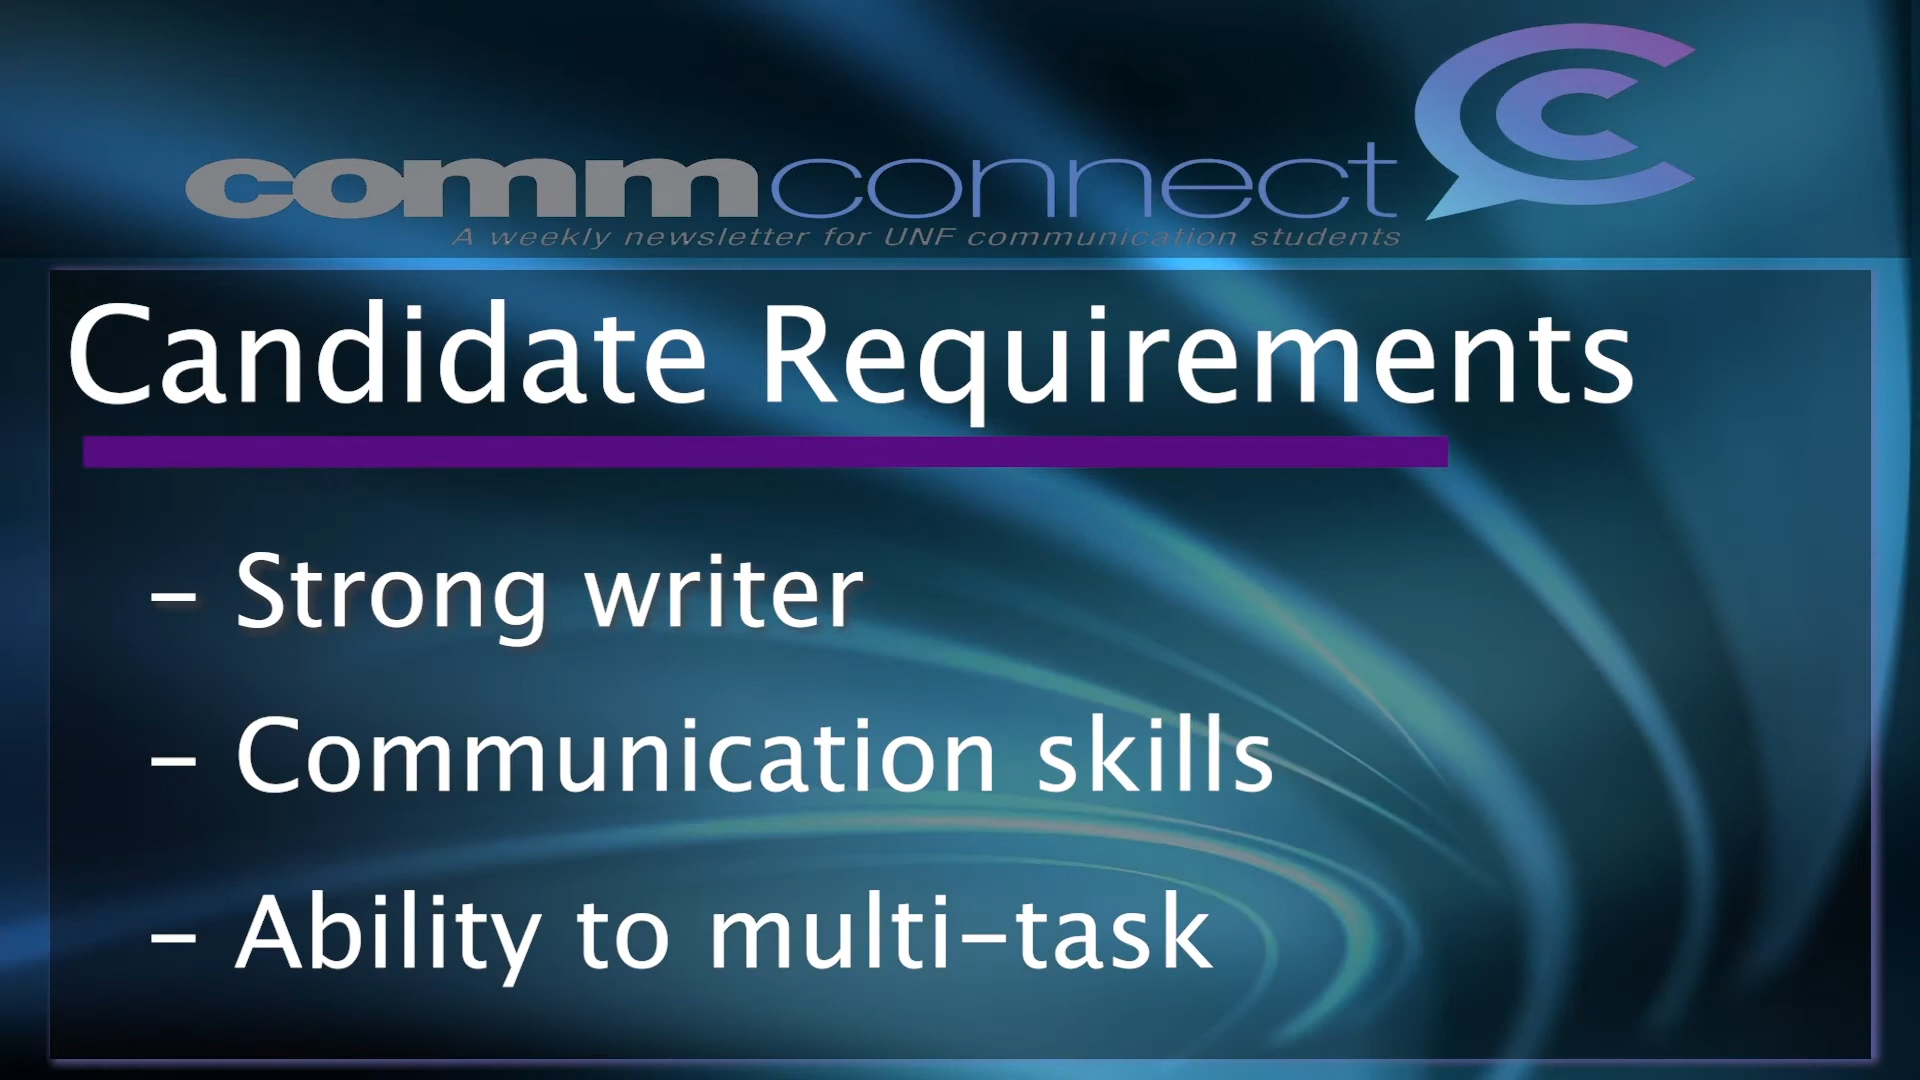 commconnect
A weekly newsletter for UNF communication students
Candidate Requirements
- Strong writer
- Communication skills
- Ability to multi-task